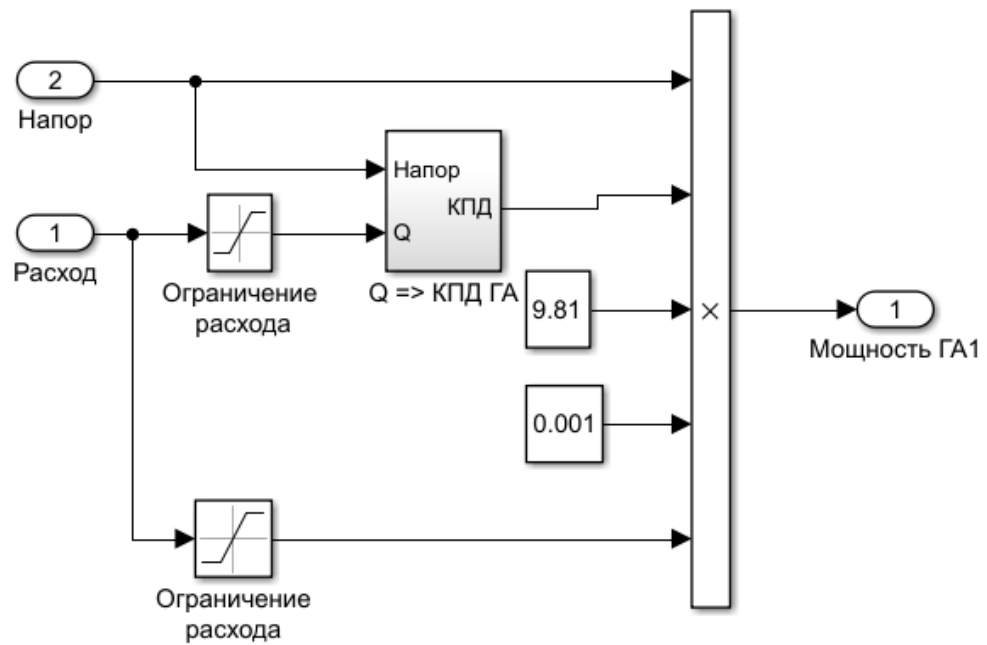 2
Напор
Напор
КПД
Q
1
Расход
Ограничение
расхода
Q => КПД ГА
9.81
×
1
Мощность ГА1
0.001
Ограничение
расхода